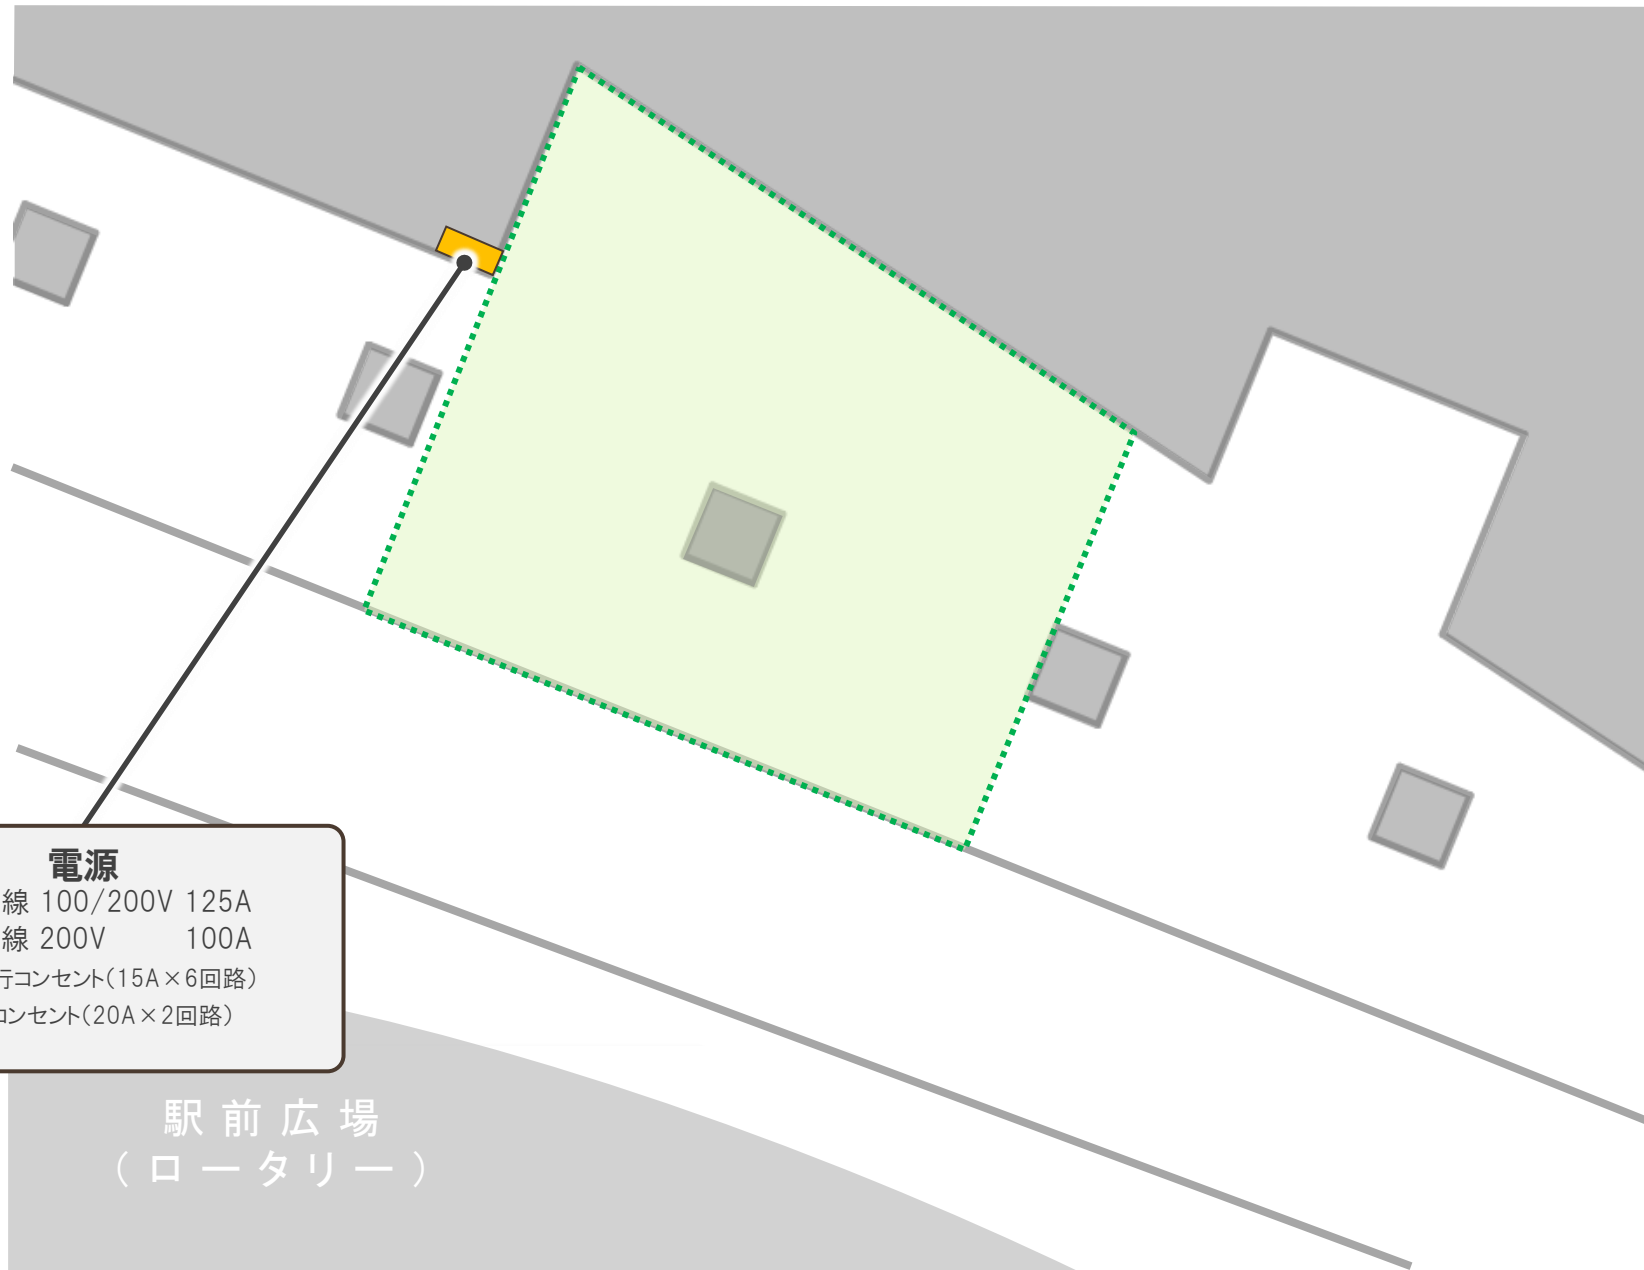 電源
線 100/200V 125A
線 200V 100A
行コンセント(15A×6回路)
コンセント(20A×2回路)
駅前広場
(ロータリー)